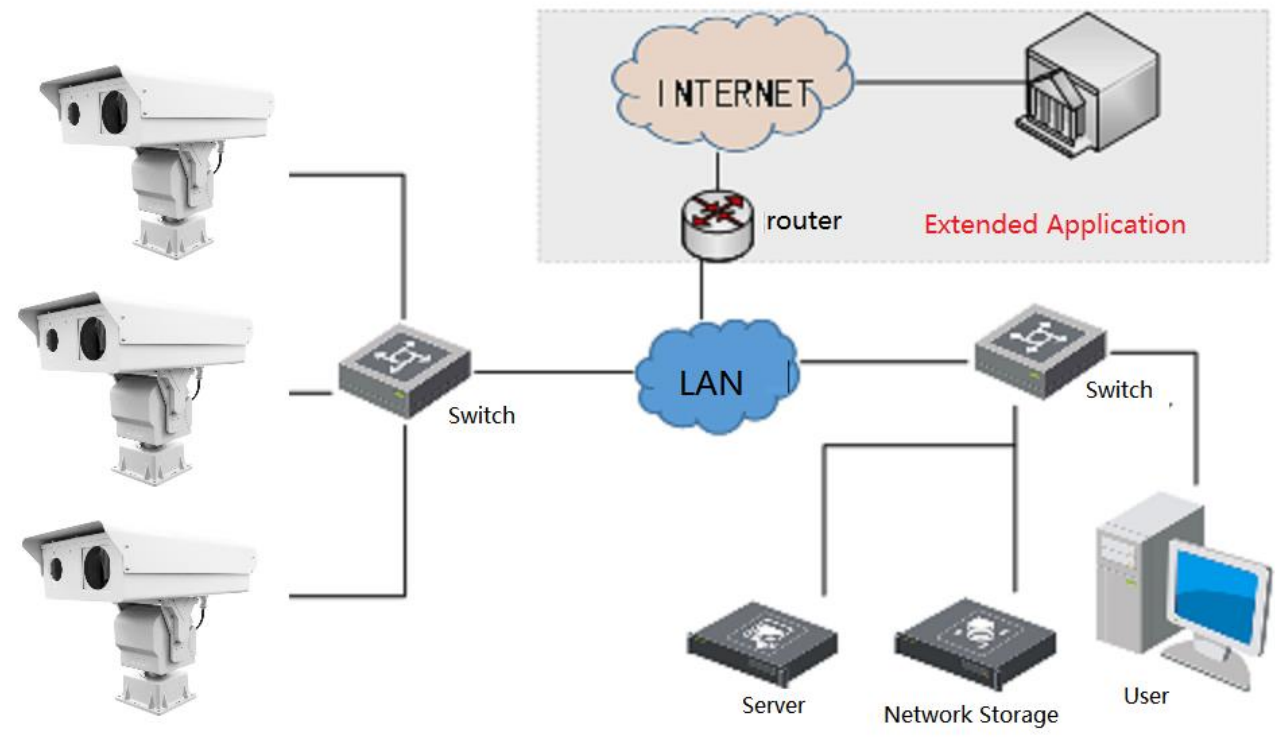 INTERNET
router
Extended Application
LAN
Switch
Switch
Server
Network Storage
User